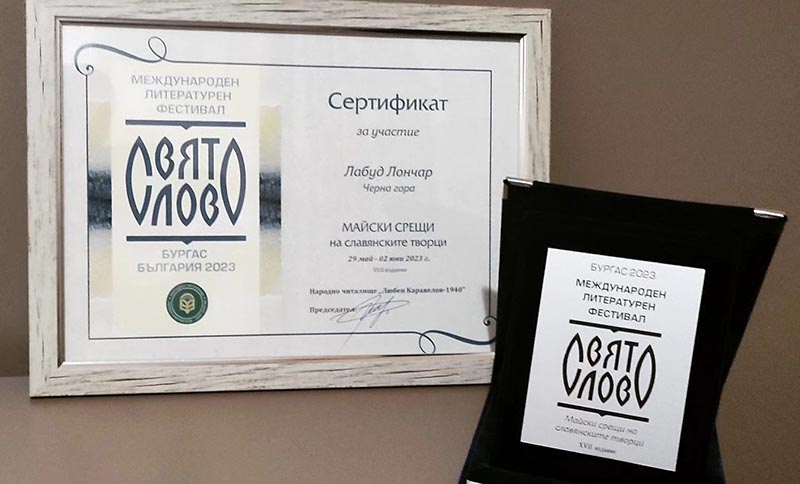 МЕЖДУНАРОДЕН
ЛИТЕРАТУРЕН
ФЕСТИВАЛ
СВЯТО
СЛОВО
БУРГАС
БЪЛГАРИЯ 2023
Сертификат
за участие
Лабуд Лончар
Черна гора
МАЙСКИ СРЕЩИ
на славянските творци
29 май - 02 юни 2023 г.
XVII издание
Народно читалище „Любен Каравелов-1940"
Председател:
БУРГАС 2023
МЕЖДУНАРОДЕН
ЛИТЕРАТУРЕН
ФЕСТИВАЛ
СВЯТО
СЛОВО
Майски срещи на
славянските творци
XVII издание